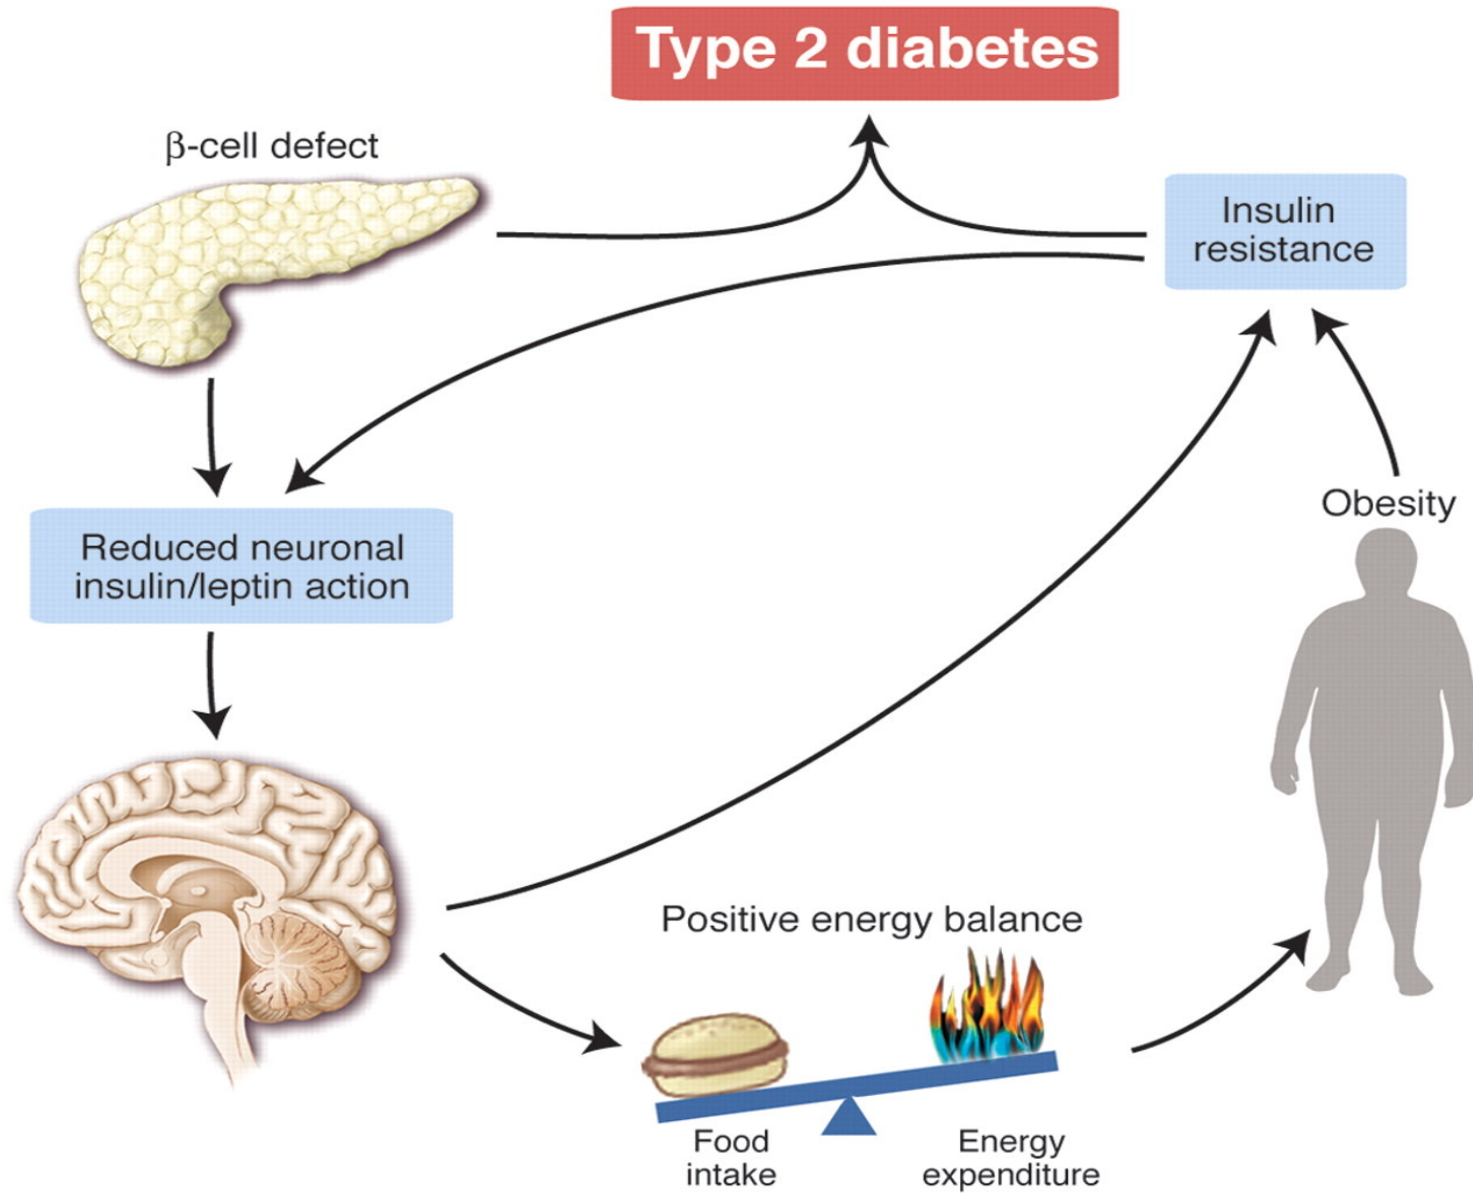 Type 2 diabetes
β-cell defect
Insulin
resistance
Reduced neuronal
insulin/leptin action
Obesity
Positive energy balance
Food
intake
Energy
expenditure